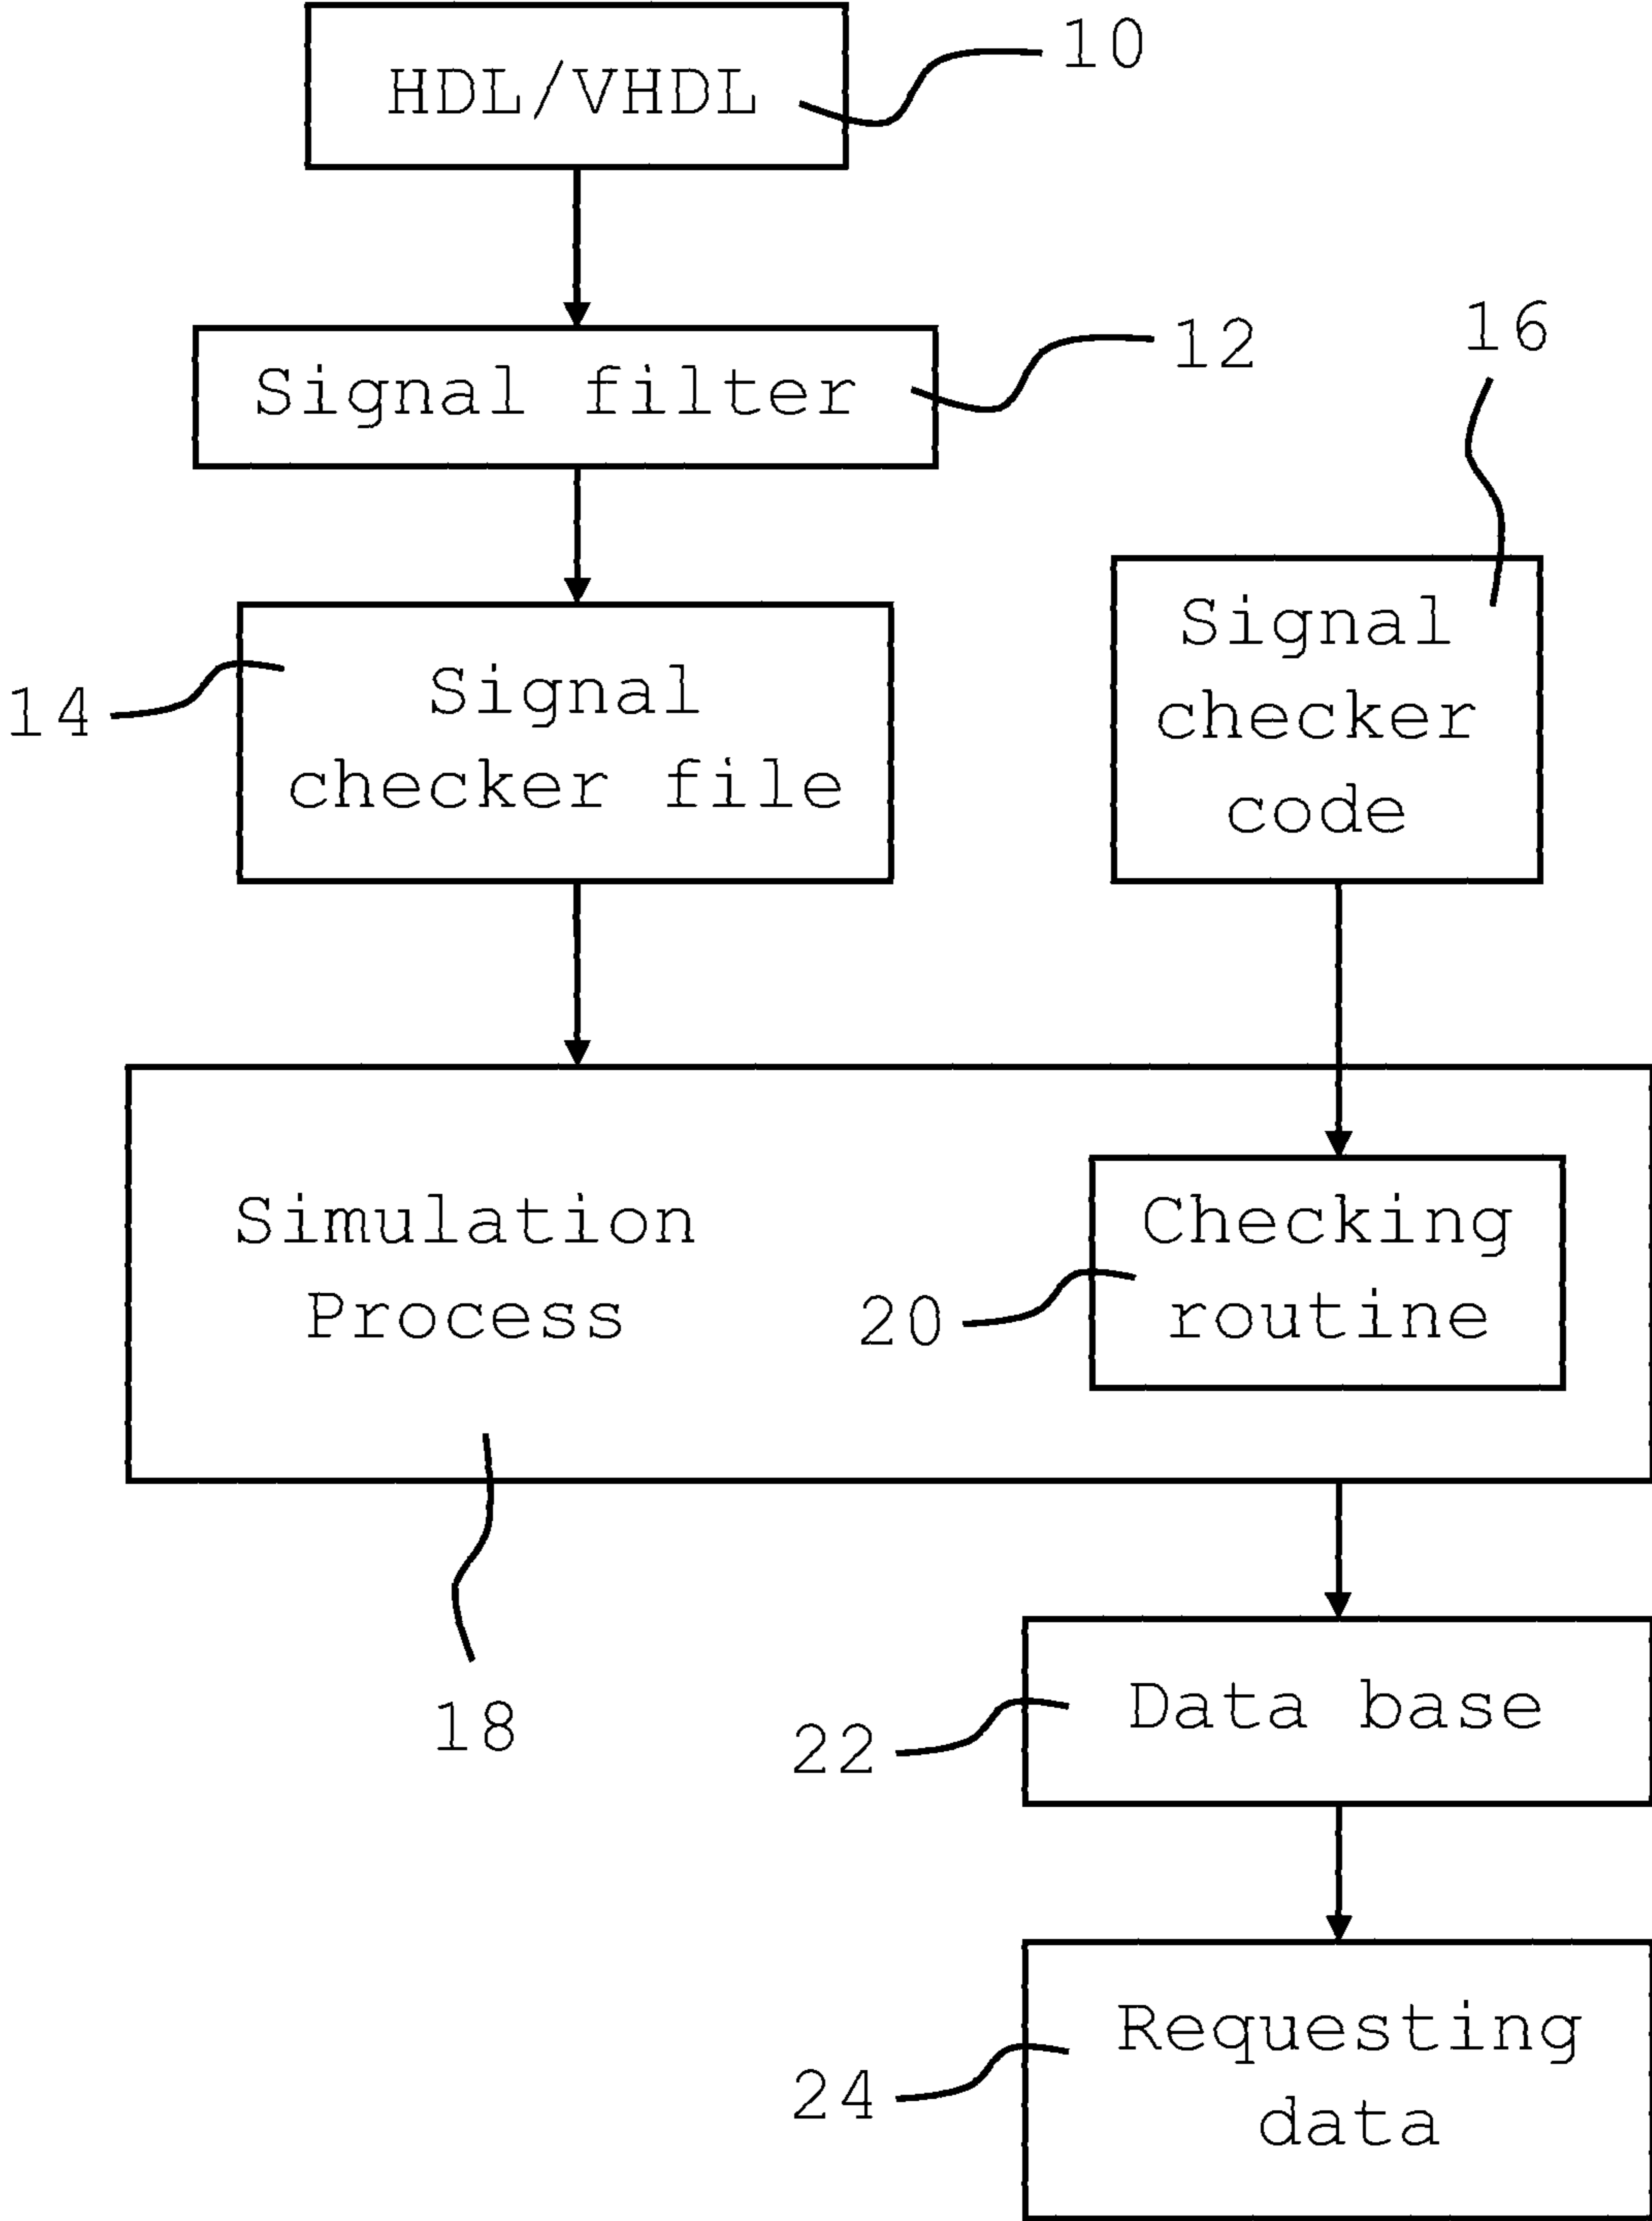 HDL/VHDL
10
Signal filter
12
16
14
Signal
checker file
Signal
checker
code
Simulation
Process
20
Checking
routine
18
22
Data base
24
Requesting
data